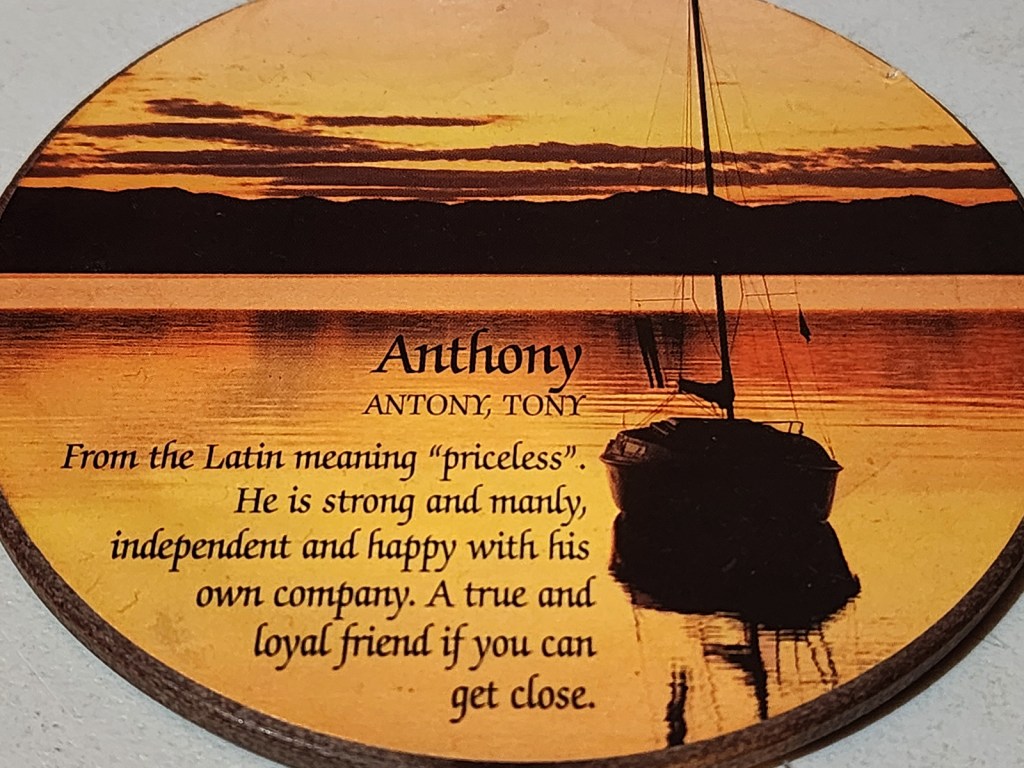 Anthony
ANTONY, TONY
From the Latin meaning “priceless”.
He is strong and manly,
independent and happy with his
own company. A true and
loyal friend if you can
get close.